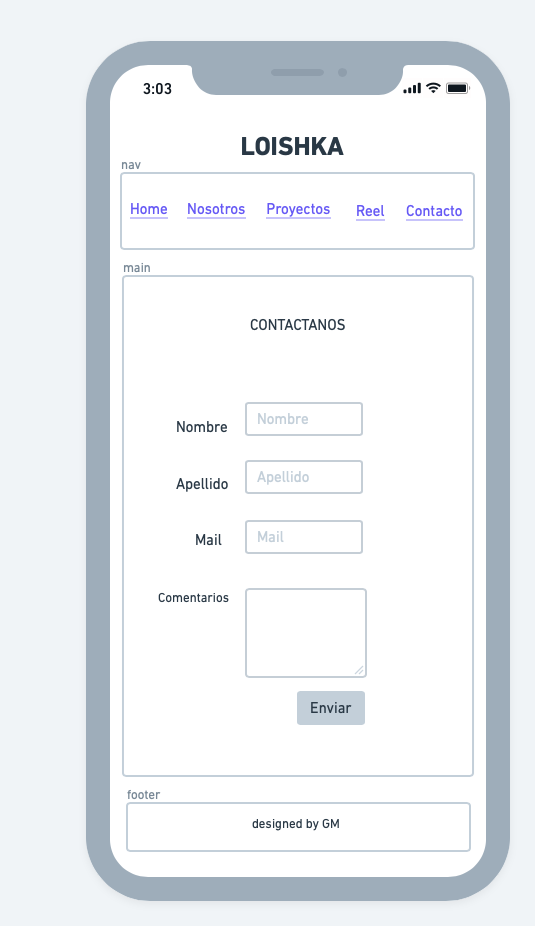 3:03
LOISHKA
nav
Home Nosotros Proyectos Reel Contacto
main
CONTACTANOS
Nombre Nombre
Apellido Apellido
Mail Mail
Comentarios
Enviar
footer
designed by GM